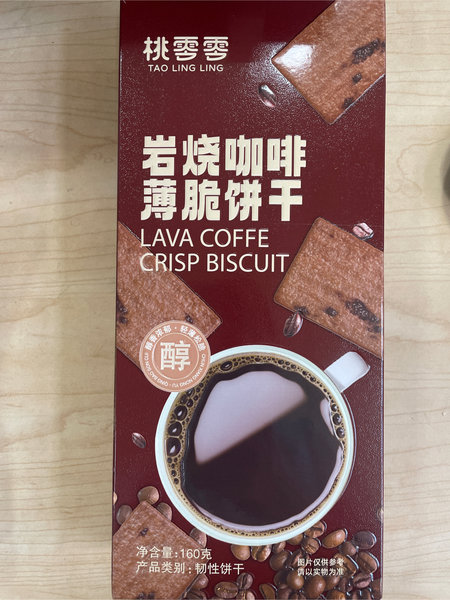 桃零零
TAO LING LING
岩烧咖啡
薄脆饼干
LAVA COFFE
CRISP BISCUIT
醇
净含量:160克
产品类别:韧性饼干
图片仅供参考
请以实物为准